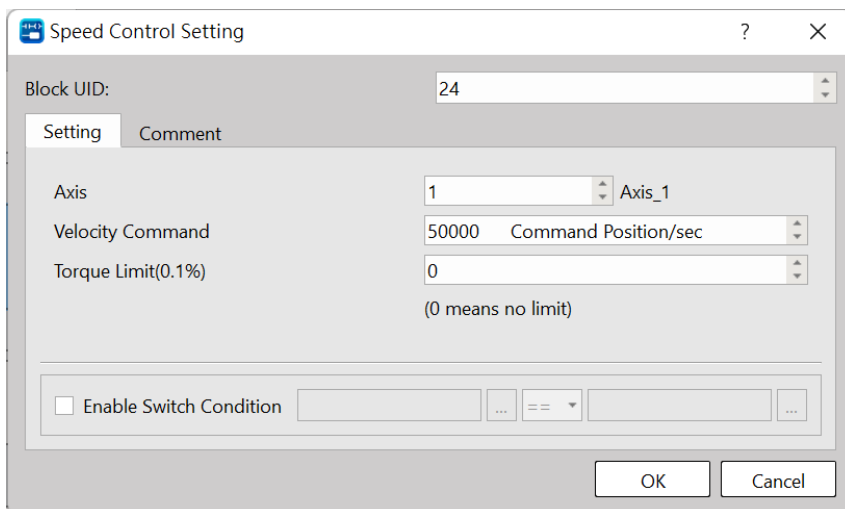 Speed Control Setting ? X
Block UID: 24
Setting Comment
Axis 1 Axis_1
Velocity Command 50000 Command Position/sec
Torque Limit(0.1%) 0
(0 means no limit)
Enable Switch Condition ... == ...
OK Cancel